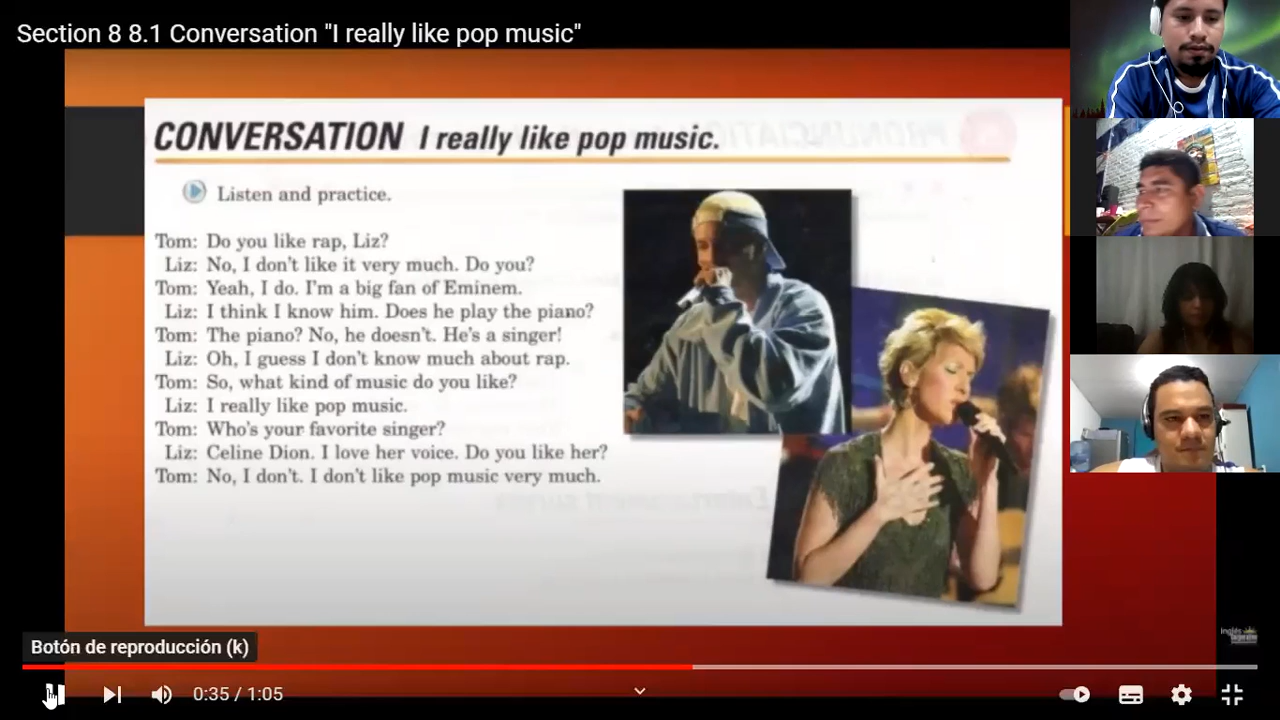 Section 8 8.1 Conversation "I really like pop music"
CONVERSATION I really like pop music.
Listen and practice.
Tom: Do you like rap, Liz?
Liz: No, I don't like it very much. Do you?
Tom: Yeah, I do. I'm a big fan of Eminem.
Liz: I think I know him. Does he play the piano?
Tom: The piano? No, he doesn't. He's a singer!
Liz: Oh, I guess I don't know much about rap.
Tom: So, what kind of music do you like?
Liz: I really like pop music.
Tom: Who's your favorite singer?
Liz: Celine Dion. I love her voice. Do you like her?
Tom: No, I don't. I don't like pop music very much.
Botón de reproducción (k)
0:35 / 1:05